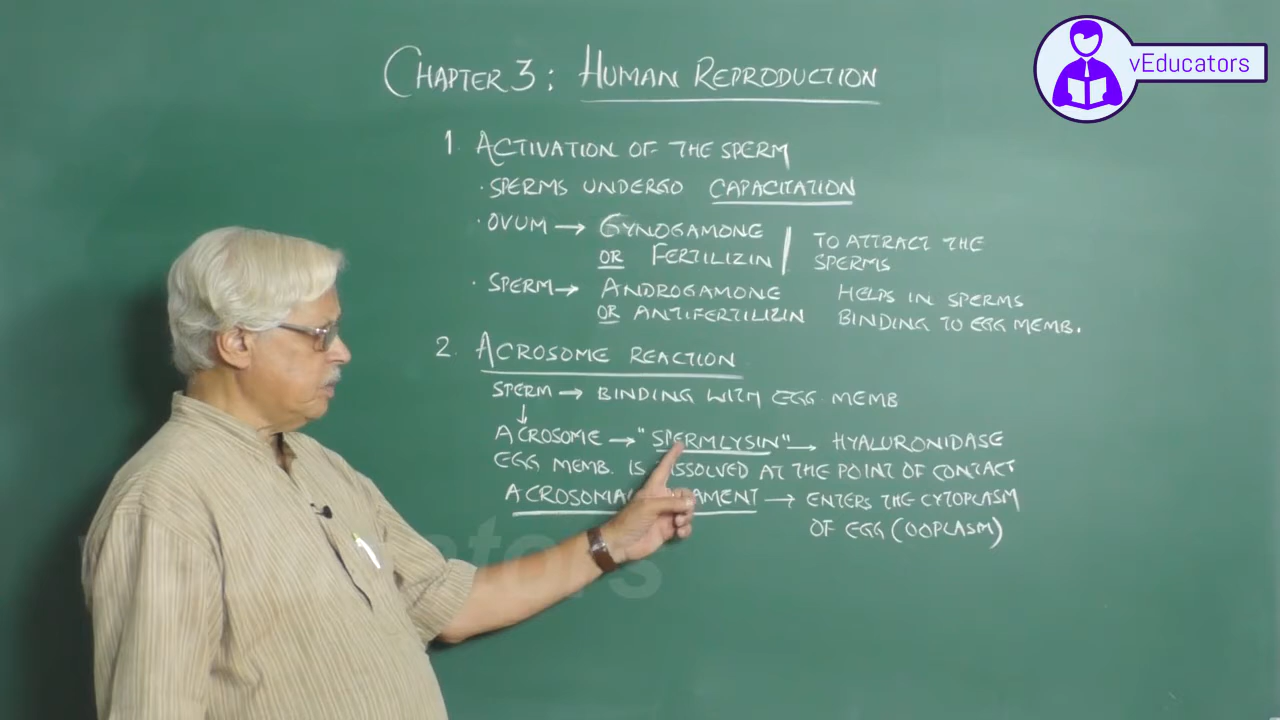 vEducators
CHAPTER 3 : HUMAN REPRODUCTION
1. ACTIVATION OF THE SPERM
· SPERMS UNDERGO CAPACITATION
· OVUM → GYNOGAMONE
OR FERTILIZIN
TO ATTRACT THE
SPERMS
· SPERM → ANDROGAMONE
OR ANTIFERTILIZIN
HELPS IN SPERMS
BINDING TO EGG MEMB.
2. ACROSOME REACTION
SPERM → BINDING WITH EGG MEMB
↓
ACROSOME → "SPERMLYSIN" → HYALURONIDASE
EGG MEMB. IS DISSOLVED AT THE POINT OF CONTACT
ACROSOMAL FILAMENT → ENTERS THE CYTOPLASM
OF EGG (OOPLASM)